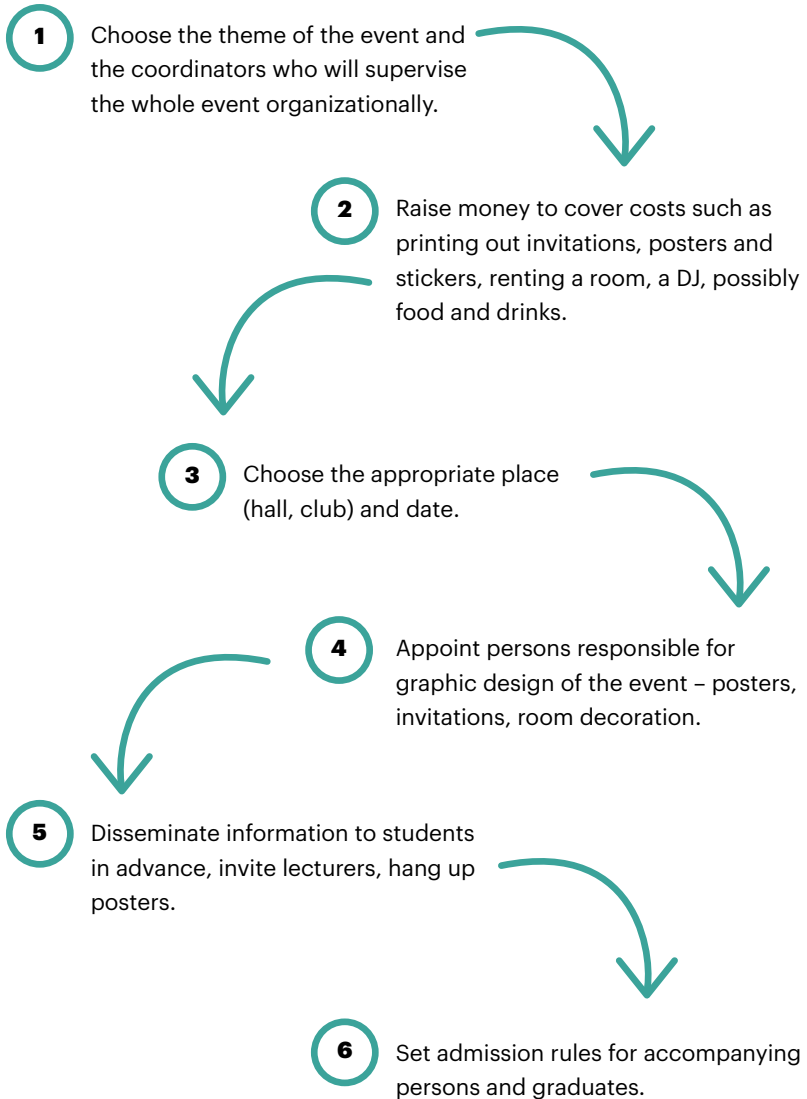 1
Choose the theme of the event and
the coordinators who will supervise
the whole event organizationally.
2
Raise money to cover costs such as
printing out invitations, posters and
stickers, renting a room, a DJ, possibly
food and drinks.
3
Choose the appropriate place
(hall, club) and date.
4
Appoint persons responsible for
graphic design of the event – posters,
invitations, room decoration.
5
Disseminate information to students
in advance, invite lecturers, hang up
posters.
6
Set admission rules for accompanying
persons and graduates.